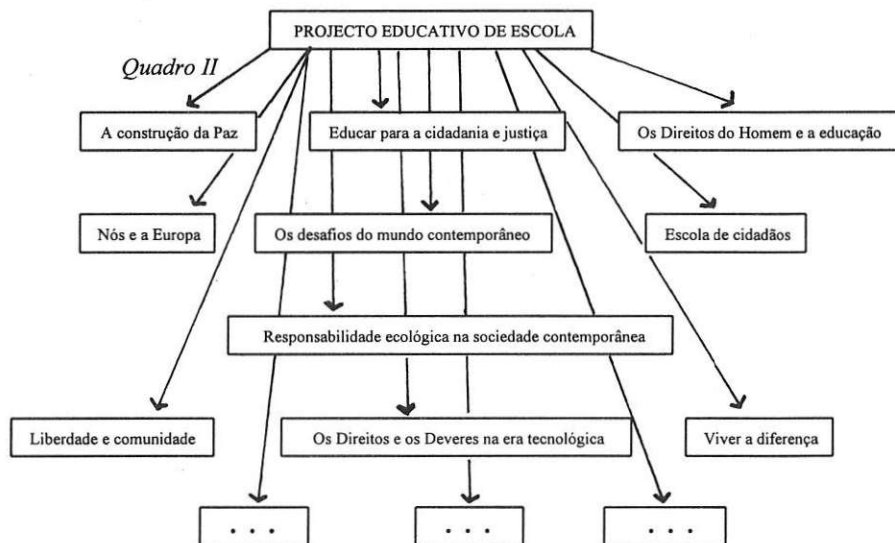 PROJECTO EDUCATIVO DE ESCOLA
Quadro II
A construção da Paz
Educar para a cidadania e justiça
Os Direitos do Homem e a educação
Nós e a Europa
Os desafios do mundo contemporâneo
Escola de cidadãos
Responsabilidade ecológica na sociedade contemporânea
Liberdade e comunidade
Os Direitos e os Deveres na era tecnológica
Viver a diferença
. . .
. . .
. . .